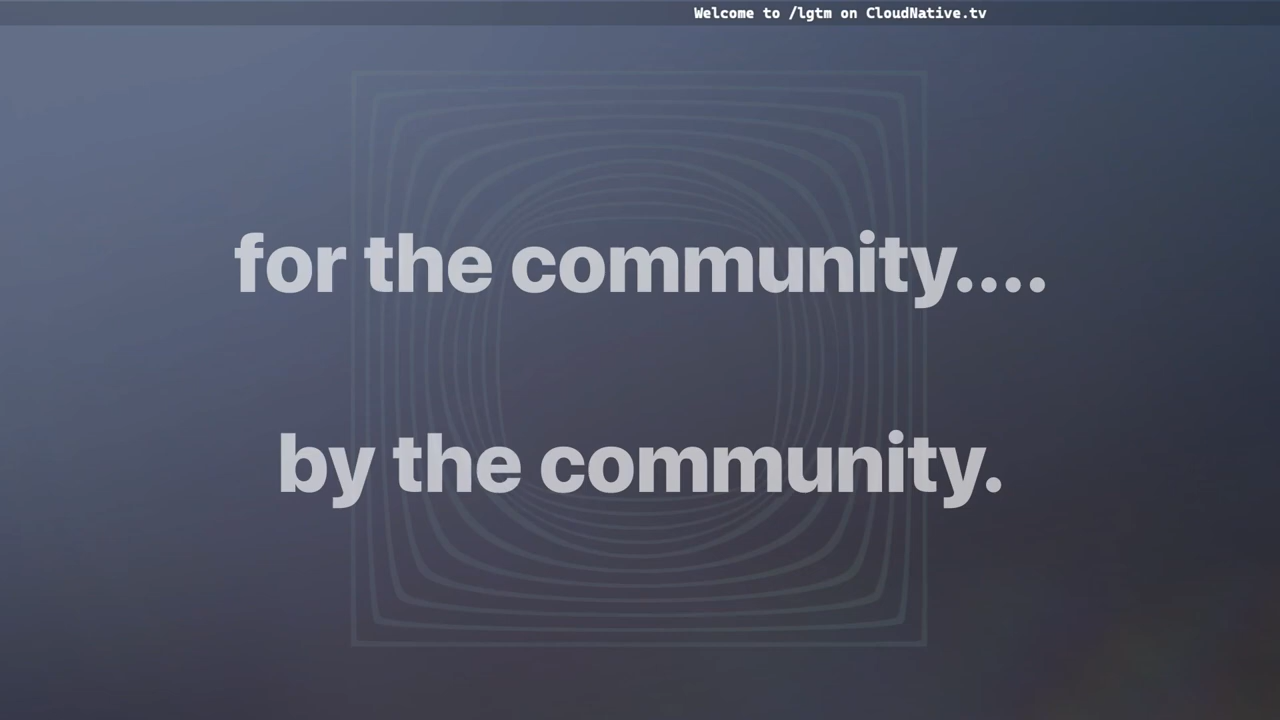 Welcome to /lgtm on CloudNative.tv
for the community....
by the community.